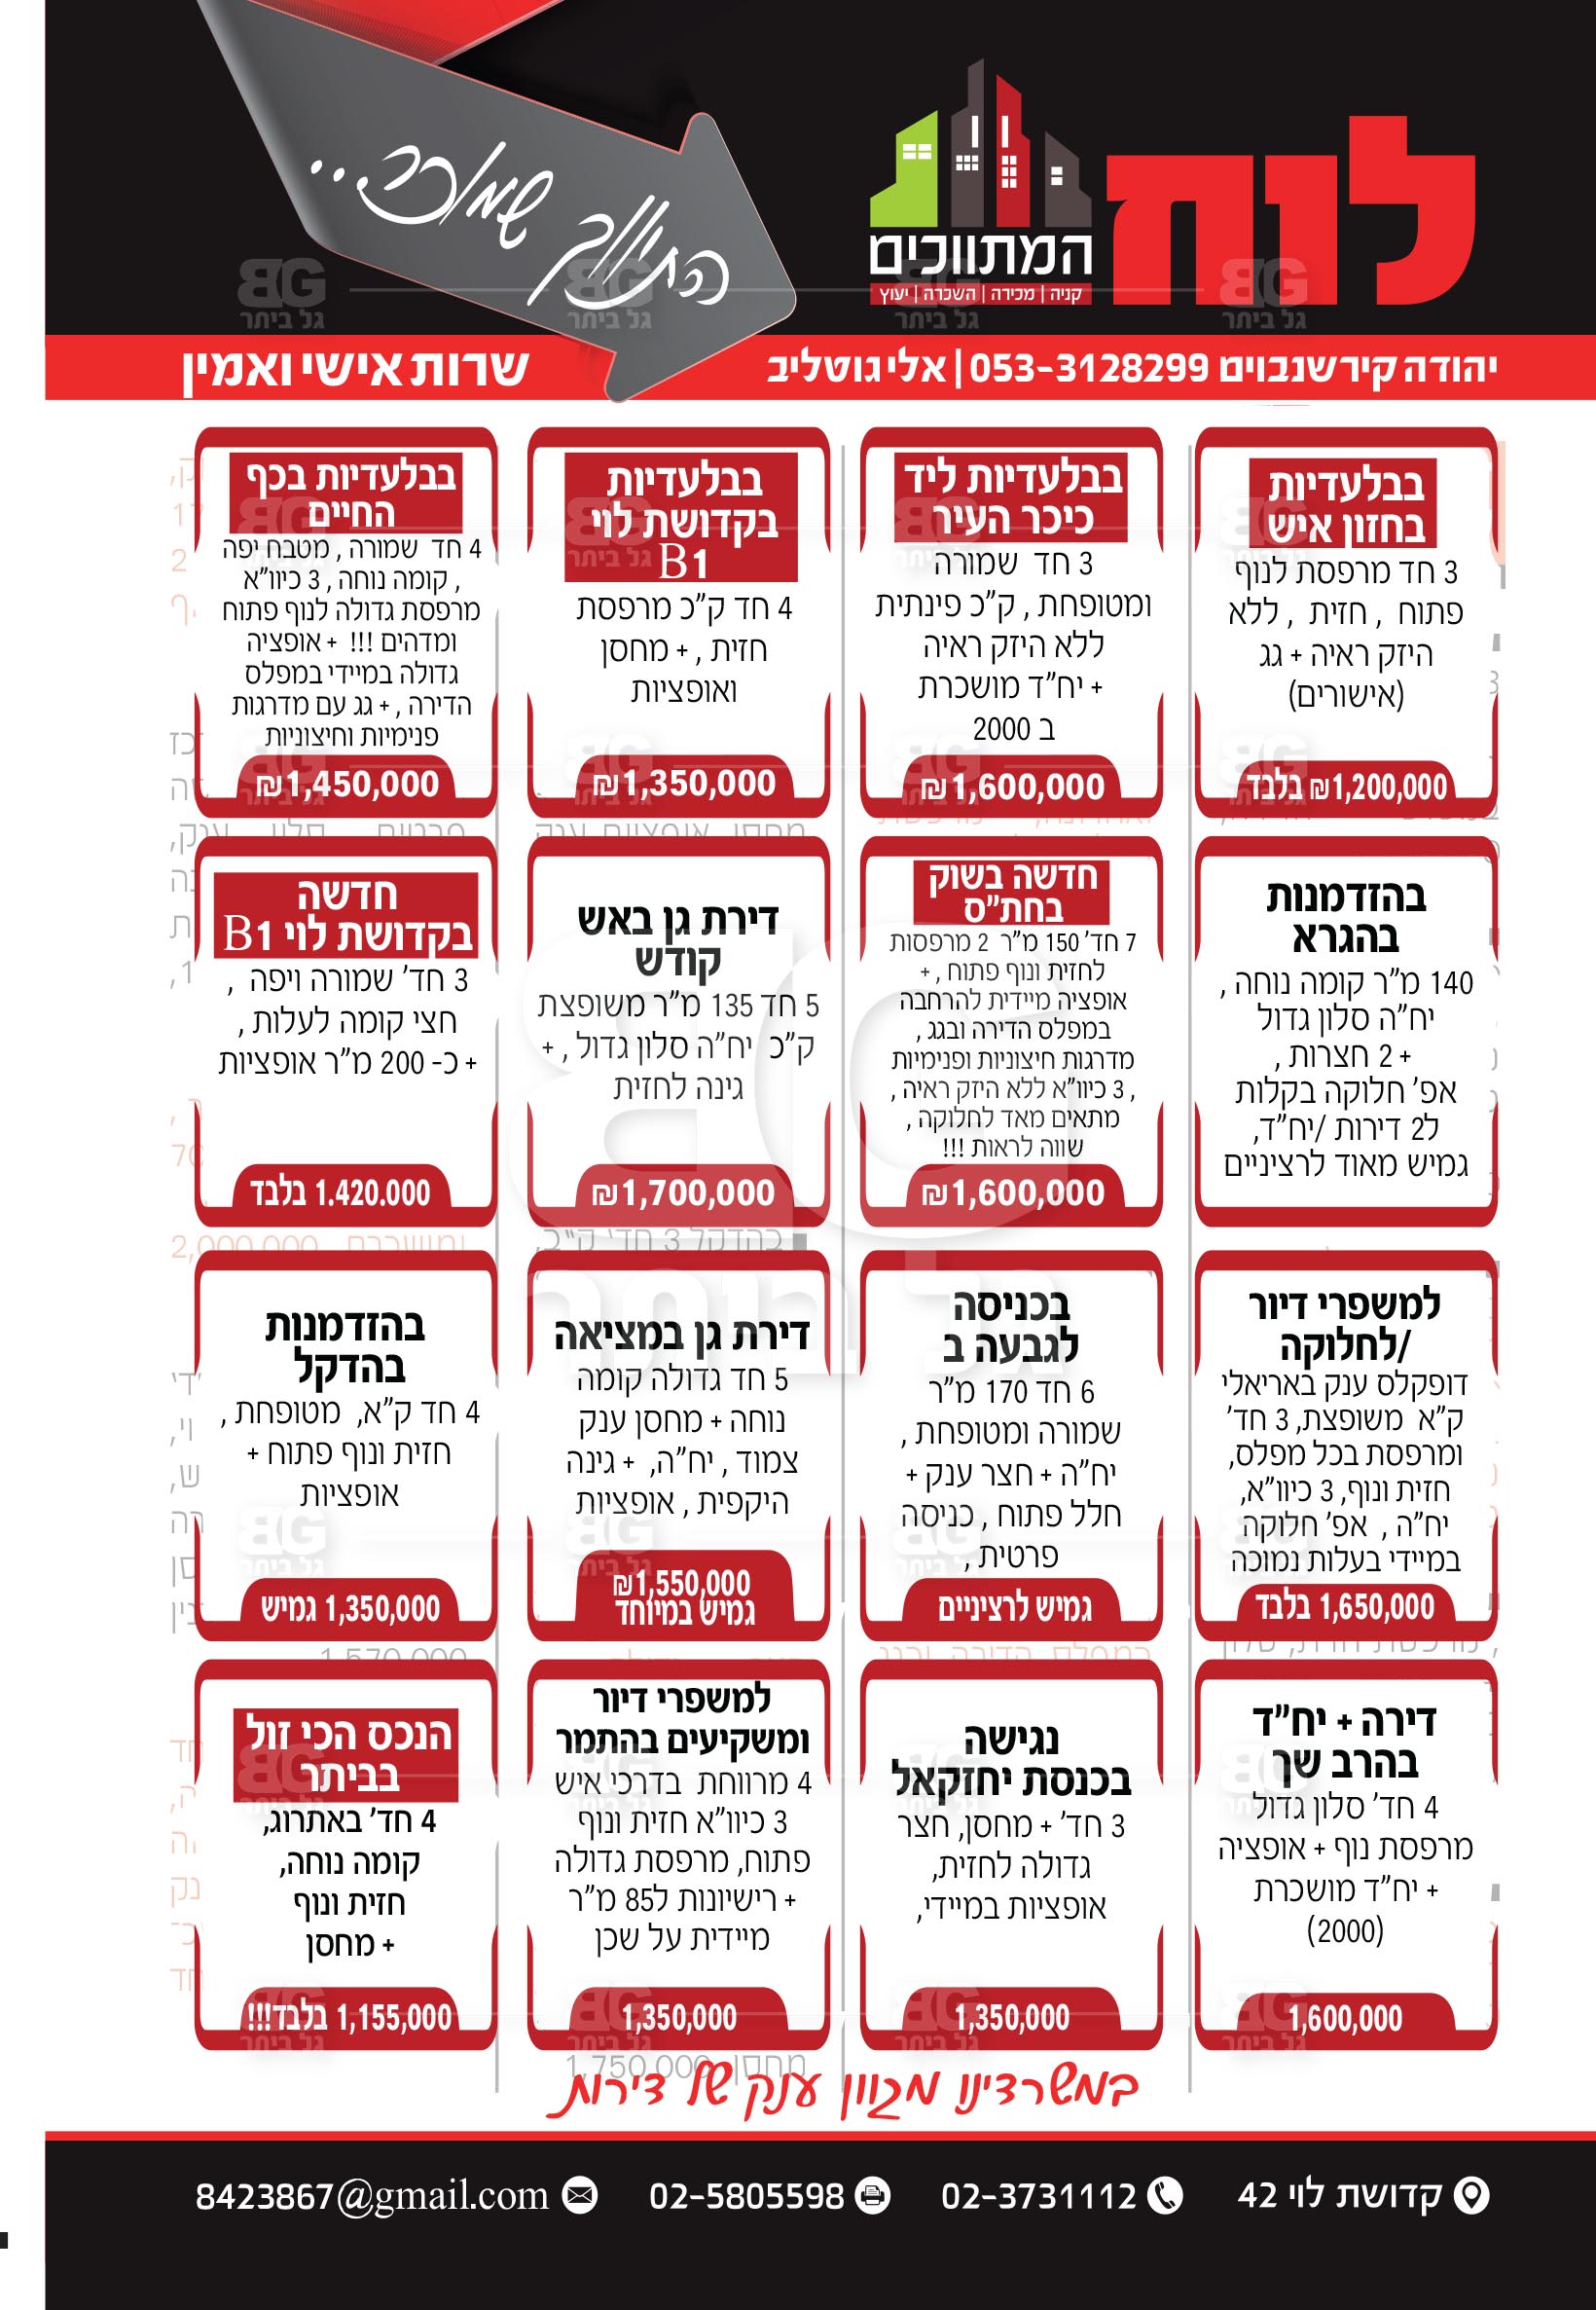 לוח
המתווכים
קניה | מכירה | השכרה | יעוץ
התיווך שמוכר...
יהודה קירשנבוים 053-3128299 | אלי גוטליב
שרות אישי ואמין
בבלעדיות
בחזון איש
3 חד מרפסת לנוף
פתוח , חזית , ללא
היזק ראיה + גג
(אישורים)
1,200,000₪ בלבד
בבלעדיות ליד
כיכר העיר
3 חד שמורה
ומטופחת , ק"כ פינתית
ללא היזק ראיה
+ יח"ד מושכרת
ב 2000
1,600,000₪
בבלעדיות
בקדושת לוי
B1
4 חד ק"כ מרפסת
חזית , + מחסן
ואופציות
1,350,000₪
בבלעדיות בכף
החיים
4 חד שמורה , מטבח יפה
, קומה נוחה , 3 כיוו"א
מרפסת גדולה לנוף פתוח
ומדהים !!! + אופציה
גדולה במיידי במפלס
הדירה , + גג עם מדרגות
פנימיות וחיצוניות
1,450,000₪
בהזדמנות
בהגרא
140 מ"ר קומה נוחה ,
יח"ה סלון גדול
+ 2 חצרות ,
אפ' חלוקה בקלות
ל2 דירות /יח"ד,
גמיש מאוד לרציניים
חדשה בשוק
בחת"ס
7 חד' 150 מ"ר 2 מרפסות
לחזית ונוף פתוח , +
אופציה מיידית להרחבה
במפלס הדירה ובגג ,
מדרגות חיצוניות ופנימיות
, 3 כיוו"א ללא היזק ראיה ,
מתאים מאד לחלוקה ,
שווה לראות !!!
1,600,000₪
דירת גן באש
קודש
5 חד 135 מ"ר משופצת
ק"כ יח"ה סלון גדול , +
גינה לחזית
1,700,000₪
חדשה
בקדושת לוי B1
3 חד' שמורה ויפה ,
חצי קומה לעלות ,
+ כ- 200 מ"ר אופציות
1.420.000 בלבד
למשפרי דיור
/לחלוקה
דופקלס ענק באריאלי
ק"א משופצת, 3 חד'
ומרפסת בכל מפלס,
חזית ונוף, 3 כיוו"א,
יח"ה , אפ' חלוקה
במיידי בעלות נמוכה
1,650,000 בלבד
בכניסה
לגבעה ב
6 חד 170 מ"ר
שמורה ומטופחת ,
יח"ה + חצר ענק +
חלל פתוח , כניסה
פרטית ,
גמיש לרציניים
דירת גן במציאה
5 חד גדולה קומה
נוחה + מחסן ענק
צמוד , יח"ה, + גינה
היקפית , אופציות
1,550,000₪
גמיש במיוחד
בהזדמנות
בהדקל
4 חד ק"א, מטופחת ,
חזית ונוף פתוח +
אופציות
1,350,000 גמיש
דירה + יח"ד
בהרב שך
4 חד' סלון גדול
מרפסת נוף + אופציה
+ יח"ד מושכרת
(2000)
1,600,000
נגישה
בכנסת יחזקאל
3 חד' + מחסן, חצר
גדולה לחזית,
אופציות במיידי,
1,350,000
למשפרי דיור
ומשקיעים בהתמר
4 מרווחת בדרכי איש
3 כיוו"א חזית ונוף
פתוח, מרפסת גדולה
+ רישיונות ל85 מ"ר
מיידית על שכן
1,350,000
הנכס הכי זול
בביתר
4 חד' באתרוג,
קומה נוחה,
חזית ונוף
+ מחסן
1,155,000 בלבד!!!
במשרדינו מגוון ענק של דירות
קדושת לוי 42
02-3731112
02-5805598
8423867@gmail.com
BG
גל ביתר